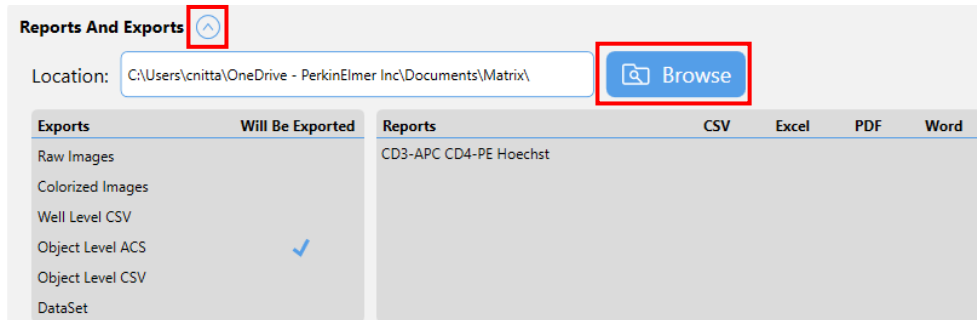 Reports And Exports
Location: C:\Users\cnitta\OneDrive - PerkinElmer Inc\Documents\Matrix\ Browse
Exports Will Be Exported Reports CSV Excel PDF Word
Raw Images CD3-APC CD4-PE Hoechst
Colorized Images
Well Level CSV
Object Level ACS
Object Level CSV
DataSet